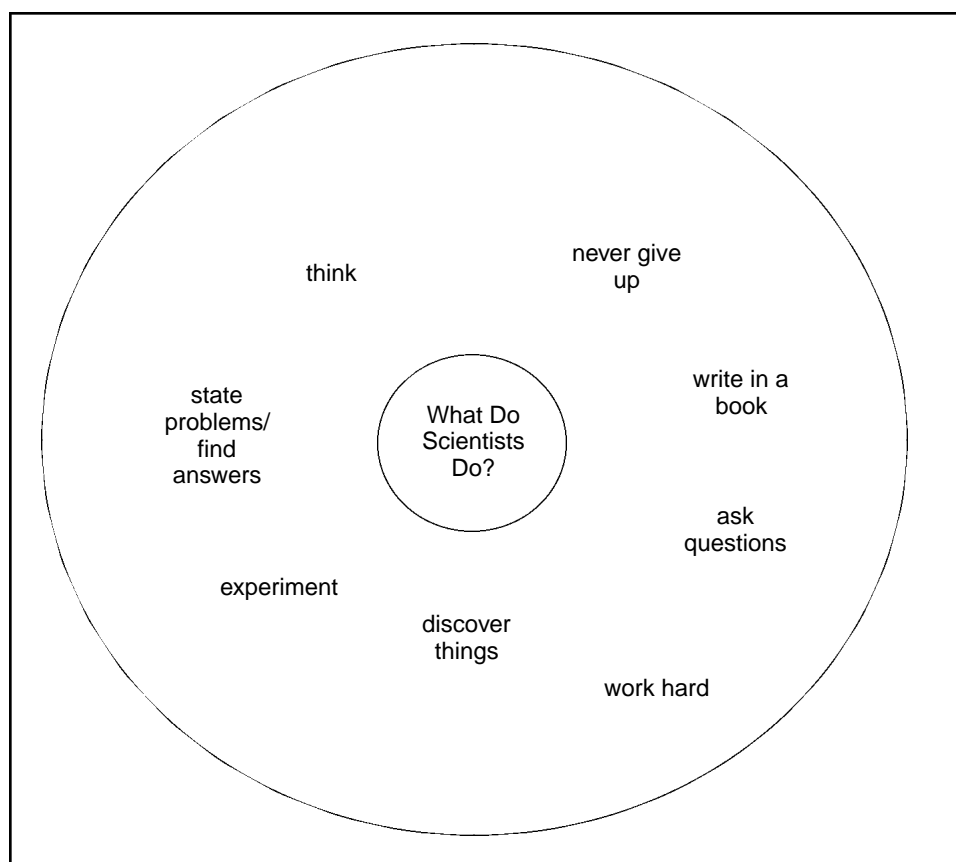 think
never give
up
write in a
book
state
problems/
find
answers
What Do
Scientists
Do?
ask
questions
experiment
discover
things
work hard